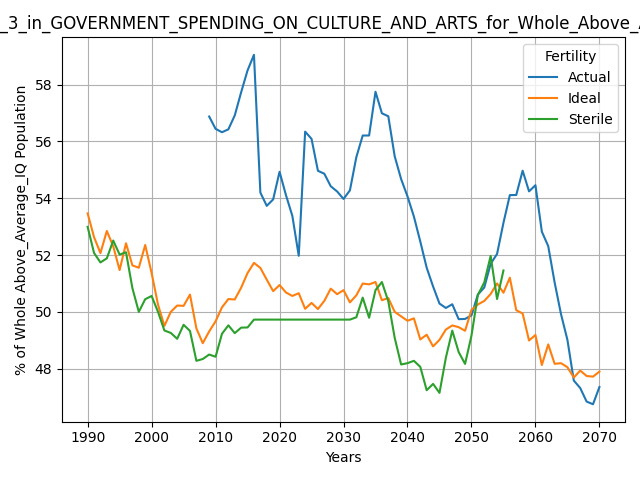 _3_in_GOVERNMENT_SPENDING_ON_CULTURE_AND_ARTS_for_Whole_Above_
Fertility
Actual
Ideal
Sterile
% of Whole Above_Average_IQ Population
58
56
54
52
50
48
1990 2000 2010 2020 2030 2040 2050 2060 2070
Years